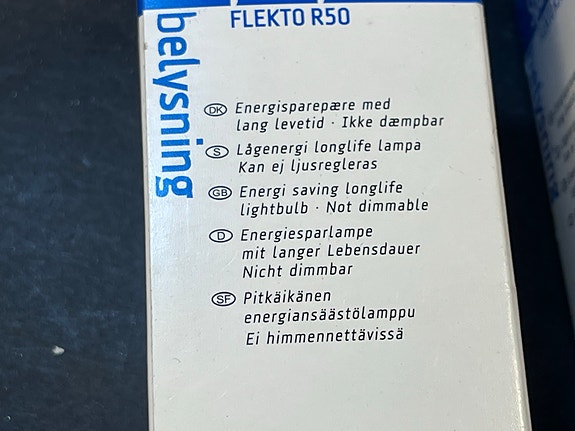 FLEKTO R50
belysning
DK Energisparepære med
lang levetid · Ikke dæmpbar
S Lågenergi longlife lampa
Kan ej ljusregleras
GB Energi saving longlife
lightbulb · Not dimmable
D Energiesparlampe
mit langer Lebensdauer
Nicht dimmbar
SF Pitkäikänen
energiansäästölamppu
Ei himmennettävissä